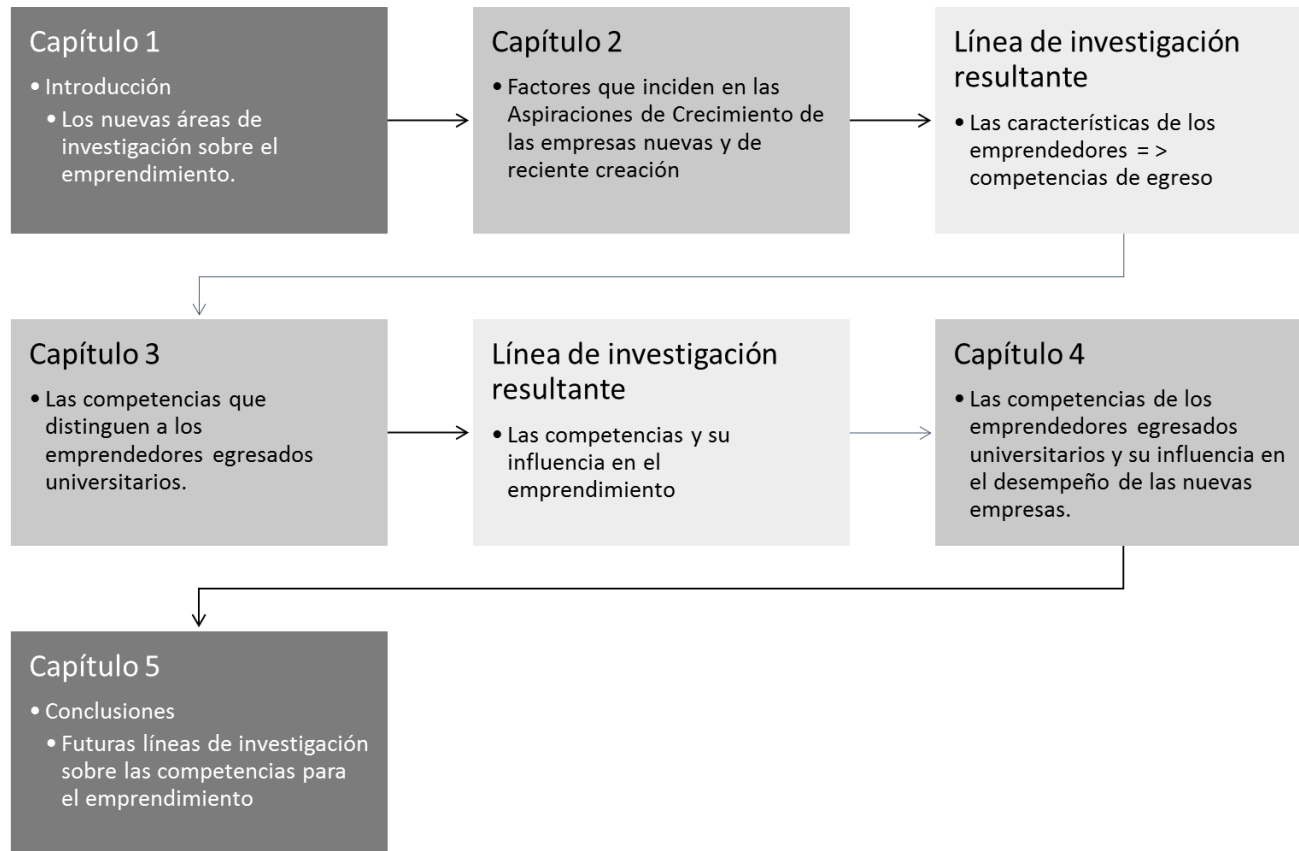 Capítulo 1
• Introducción
• Los nuevas áreas de
investigación sobre el
emprendimiento.
Capítulo 2
• Factores que inciden en las
Aspiraciones de Crecimiento de
las empresas nuevas y de
reciente creación
Línea de investigación
resultante
• Las características de los
emprendedores = >
competencias de egreso
Capítulo 3
• Las competencias que
distinguen a los
emprendedores egresados
universitarios.
Línea de investigación
resultante
• Las competencias y su
influencia en el
emprendimiento
Capítulo 4
• Las competencias de los
emprendedores egresados
universitarios y su influencia en
el desempeño de las nuevas
empresas.
Capítulo 5
• Conclusiones
• Futuras líneas de investigación
sobre las competencias para
el emprendimiento